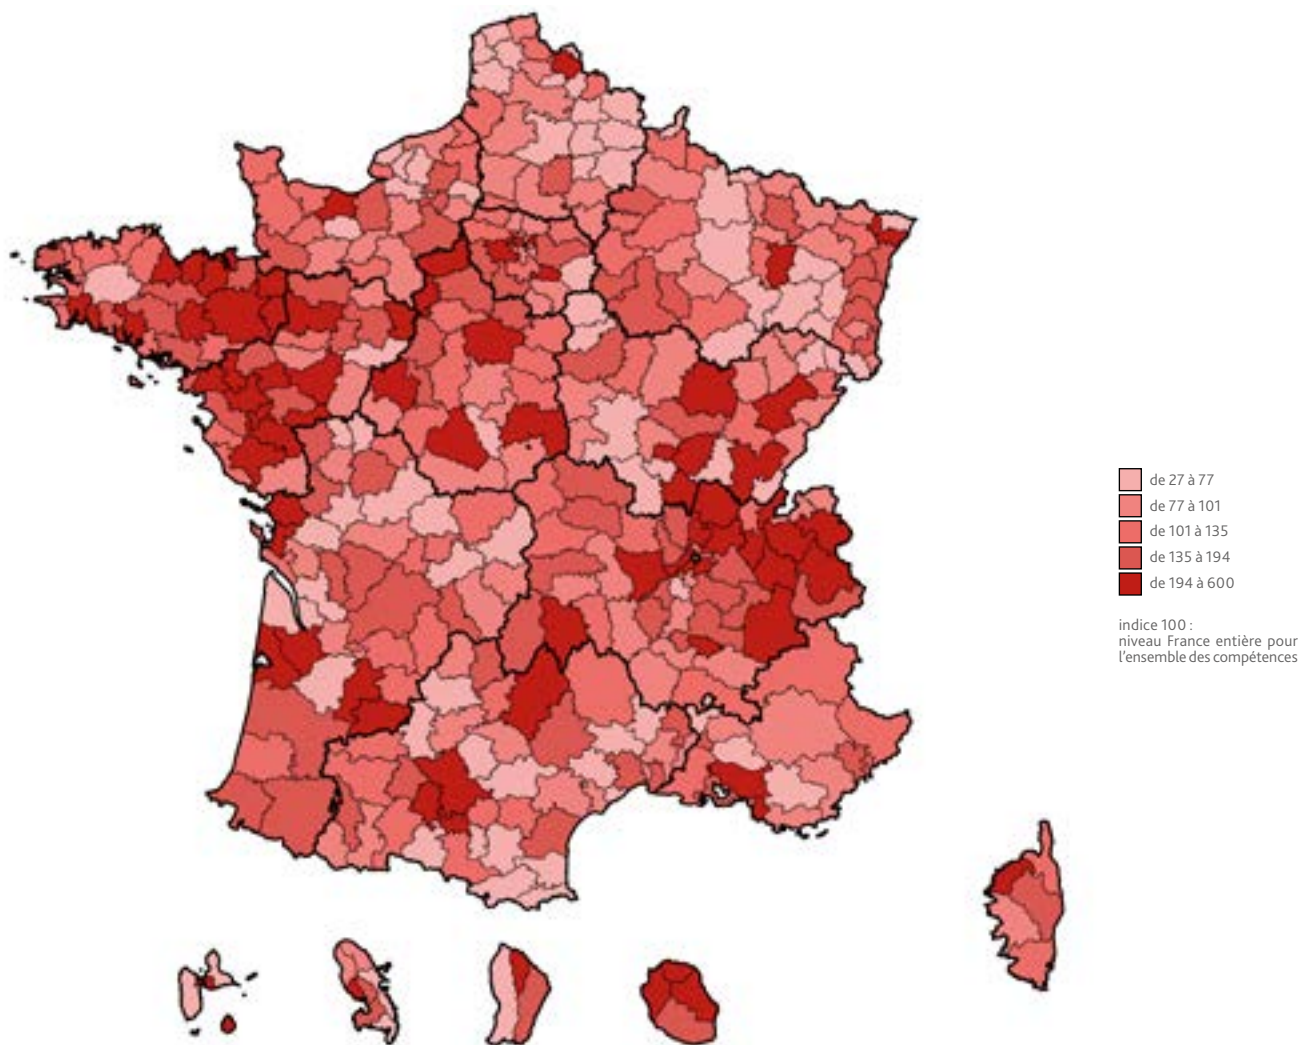 de 27 à 77
de 77 à 101
de 101 à 135
de 135 à 194
de 194 à 600
indice 100 :
niveau France entière pour
l'ensemble des compétences